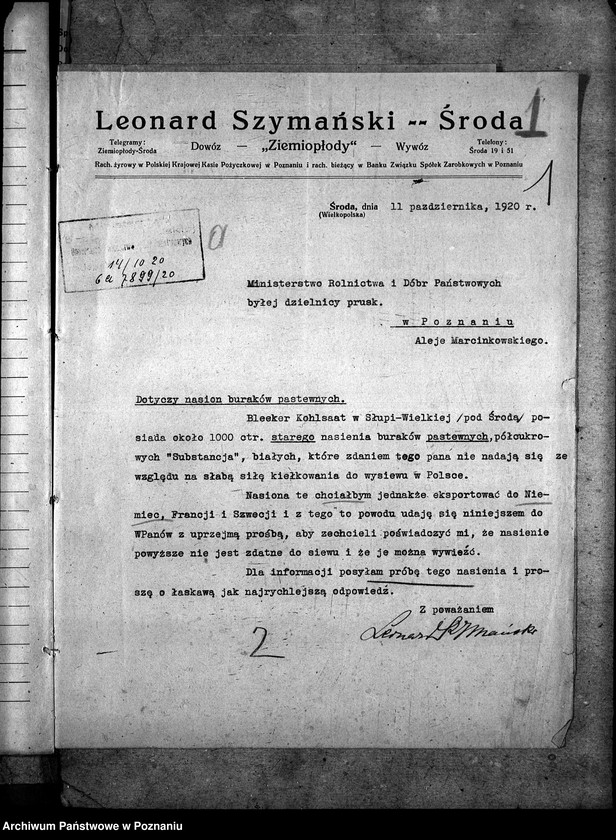 Leonard Szymański -- Środa
1
Telegramy:
Ziemiopłody-Środa
Dowóz — „Ziemiopłody“ — Wywóz
Telefony:
Środa 19 i 51
Rach. żyrowy w Polskiej Krajowej Kasie Pożyczkowej w Poznaniu i rach. bieżący w Banku Związku Spółek Zarobkowych w Poznaniu
1
Środa, dnia 11 października, 1920 r.
(Wielkopolska)
a
14/10 20
6a 7899/20
Ministerstwo Rolnictwa i Dóbr Państwowych
byłej dzielnicy prusk.
w Poznaniu
Aleje Marcinkowskiego.
Dotyczy nasion buraków pastewnych.
Bleeker Kohlsaat w Słupi-Wielkiej /pod Środą/ po-
siada około 1000 ctr. starego nasienia buraków pastewnych,półcukro-
wych "Substancja", białych, które zdaniem tego pana nie nadają się ze
względu na słabą siłę kiełkowania do wysiewu w Polsce.
Nasiona te chciałbym jednakże eksportować do Nie-
miec, Francji i Szwecji i z tego to powodu udaję się niniejszem do
WPanów z uprzejmą prośbą, aby zechcieli poświadczyć mi, że nasienie
powyższe nie jest zdatne do siewu i że je można wywieźć.
Dla informacji posyłam próbę tego nasienia i pro-
szę o łaskawą jak najrychlejszą odpowiedź.
Z poważaniem
Leonard Szymański
2
Archiwum Państwowe w Poznaniu